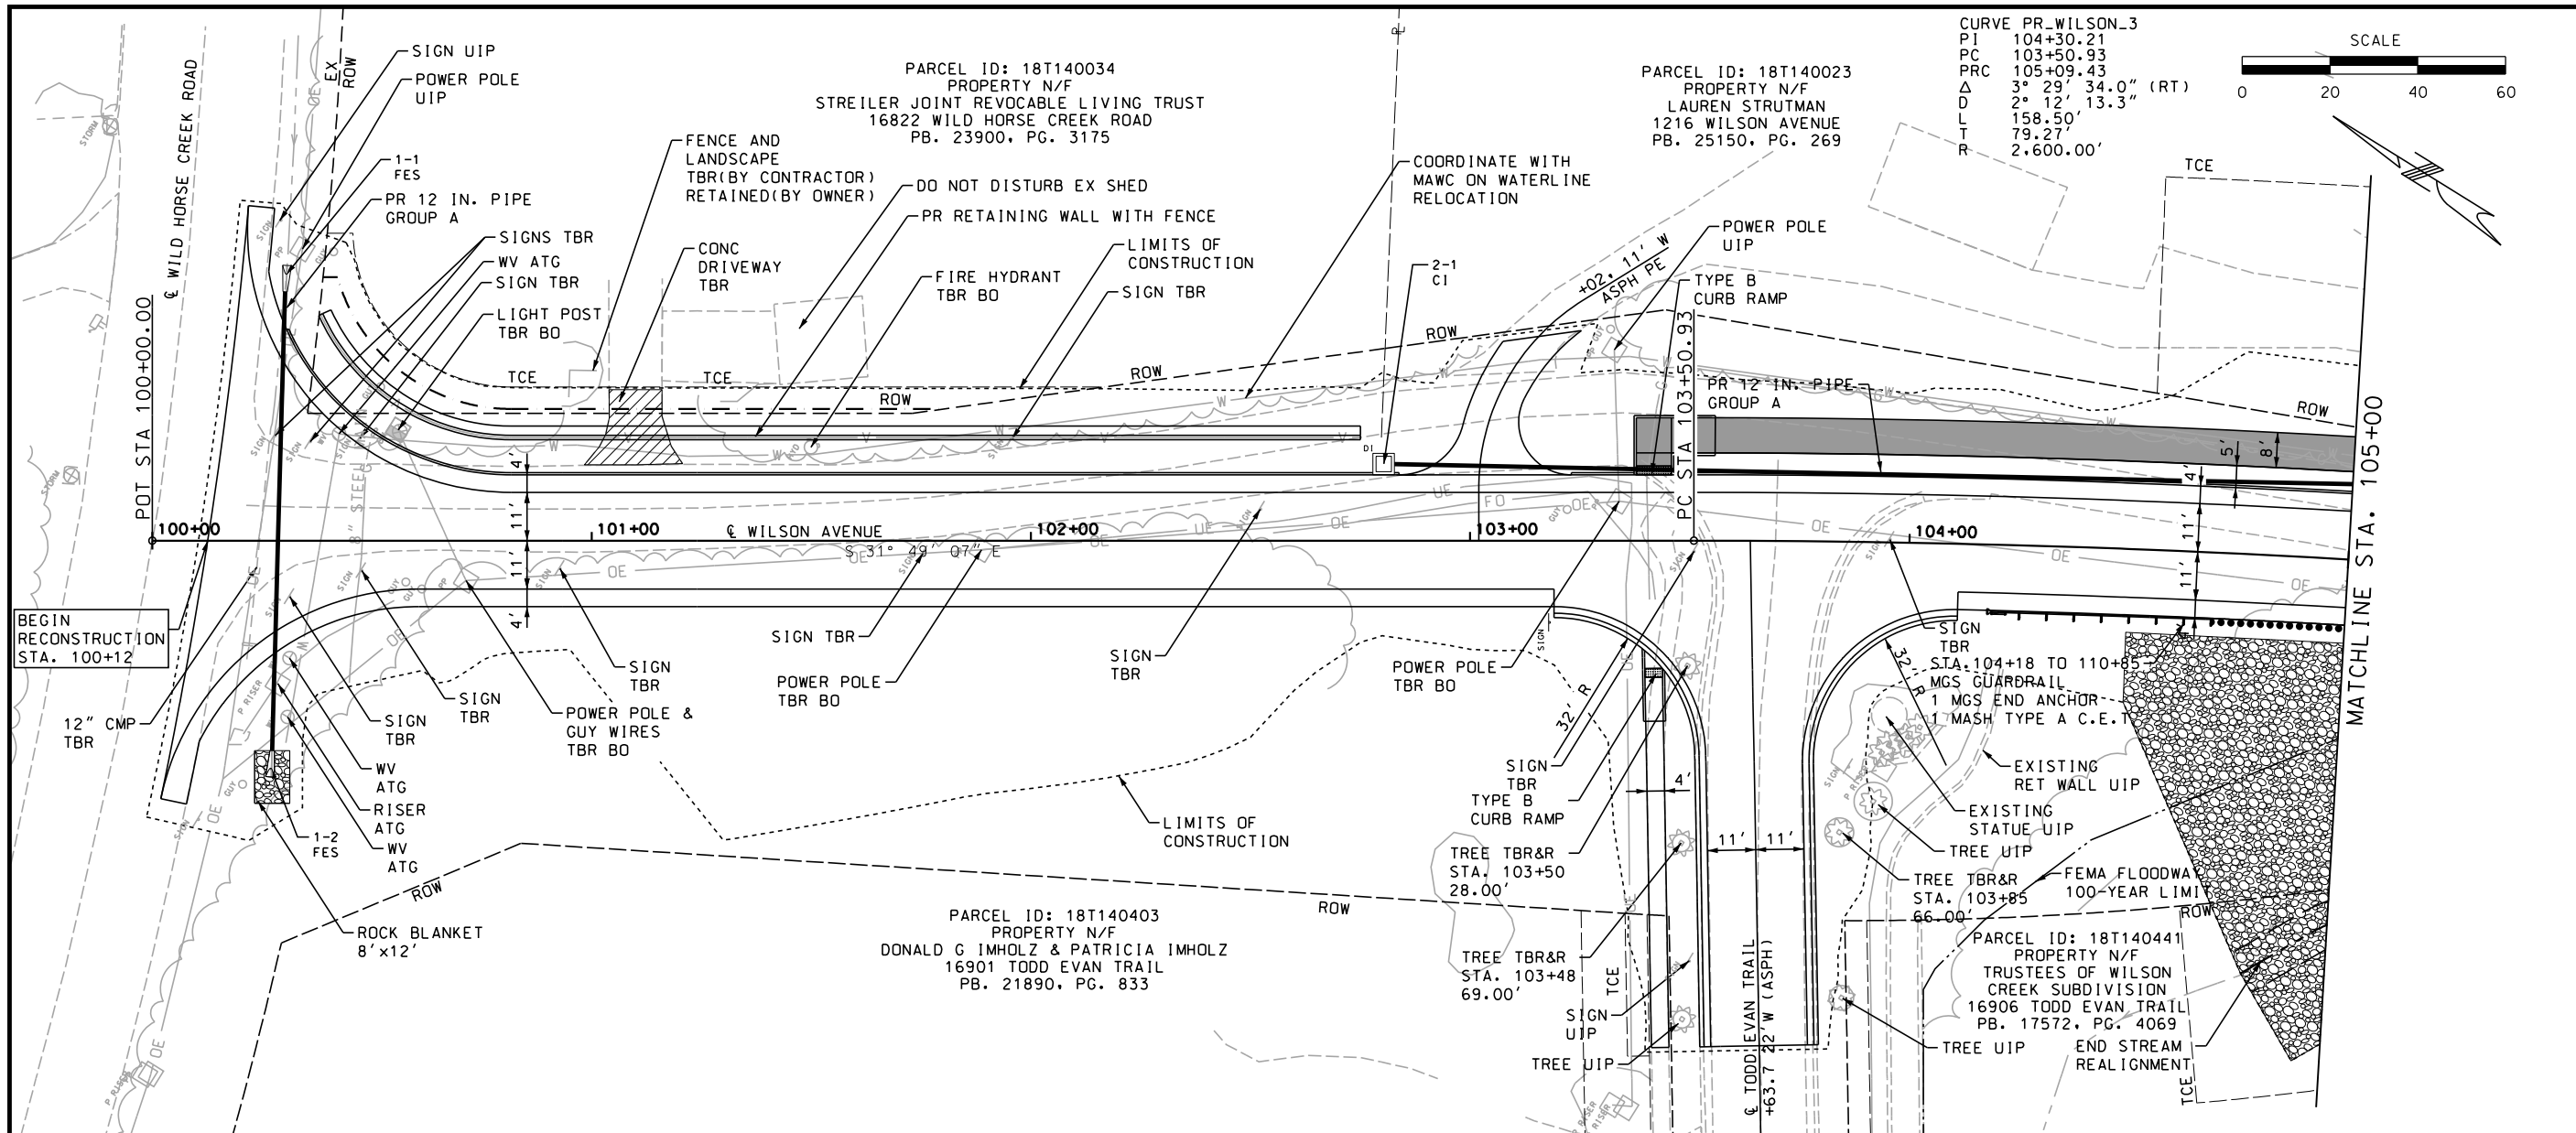 SIGN UIP
POWER POLE
UIP
EX
ROW
1-1
FES
PR 12 IN. PIPE
GROUP A
SIGNS TBR
WV ATG
SIGN TBR
LIGHT POST
TBR BO
℄ WILD HORSE CREEK ROAD
POT STA 100+00.00
PARCEL ID: 18T140034
PROPERTY N/F
STREILER JOINT REVOCABLE LIVING TRUST
16822 WILD HORSE CREEK ROAD
PB. 23900, PG. 3175
FENCE AND
LANDSCAPE
TBR(BY CONTRACTOR)
RETAINED(BY OWNER)
DO NOT DISTURB EX SHED
PR RETAINING WALL WITH FENCE
CONC
DRIVEWAY
TBR
FIRE HYDRANT
TBR BO
LIMITS OF
CONSTRUCTION
SIGN TBR
COORDINATE WITH
MAWC ON WATERLINE
RELOCATION
2-1
CI
PARCEL ID: 18T140023
PROPERTY N/F
LAUREN STRUTMAN
1216 WILSON AVENUE
PB. 25150, PG. 269
+02, 11' W
ASPH PE
POWER POLE
UIP
TYPE B
CURB RAMP
CURVE PR_WILSON_3
PI 104+30.21
PC 103+50.93
PRC 105+09.43
Δ 3° 29' 34.0" (RT)
D 2° 12' 13.3"
L 158.50'
T 79.27'
R 2,600.00'
SCALE
0 20 40 60
TCE
TCE
TCE
ROW
ROW
ROW
ROW
PC STA 103+50.93
PR 12 IN. PIPE
GROUP A
MATCHLINE STA. 105+00
4'
11'
11'
4'
5'
8'
4'
11'
11'
100+00
101+00
℄ WILSON AVENUE
102+00
103+00
104+00
S 31° 49' 07" E
8" STEEL
BEGIN
RECONSTRUCTION
STA. 100+12
12" CMP
TBR
SIGN
TBR
SIGN
TBR
WV
ATG
RISER
ATG
WV
ATG
1-2
FES
ROCK BLANKET
8'x12'
POWER POLE &
GUY WIRES
TBR BO
SIGN
TBR
SIGN TBR
POWER POLE
TBR BO
SIGN
TBR
LIMITS OF
CONSTRUCTION
POWER POLE
TBR BO
32' R
SIGN
TBR
TYPE B
CURB RAMP
4'
TREE TBR&R
STA. 103+50
28.00'
TREE TBR&R
STA. 103+48
69.00'
SIGN
UIP
TREE UIP
11'
11'
℄ TODD EVAN TRAIL
+63.7 22'W (ASPH)
TCE
ROW
ROW
PARCEL ID: 18T140403
PROPERTY N/F
DONALD G IMHOLZ & PATRICIA IMHOLZ
16901 TODD EVAN TRAIL
PB. 21890, PG. 833
32' R
SIGN
TBR
STA.104+18 TO 110+85
MGS GUARDRAIL
1 MGS END ANCHOR
1 MASH TYPE A C.E.T
EXISTING
RET WALL UIP
EXISTING
STATUE UIP
TREE UIP
TREE TBR&R
STA. 103+85
66.00'
FEMA FLOODWAY
100-YEAR LIMIT
ROW
PARCEL ID: 18T140441
PROPERTY N/F
TRUSTEES OF WILSON
CREEK SUBDIVISION
16906 TODD EVAN TRAIL
PB. 17572, PG. 4069
TREE UIP
END STREAM
REALIGNMENT
TCE